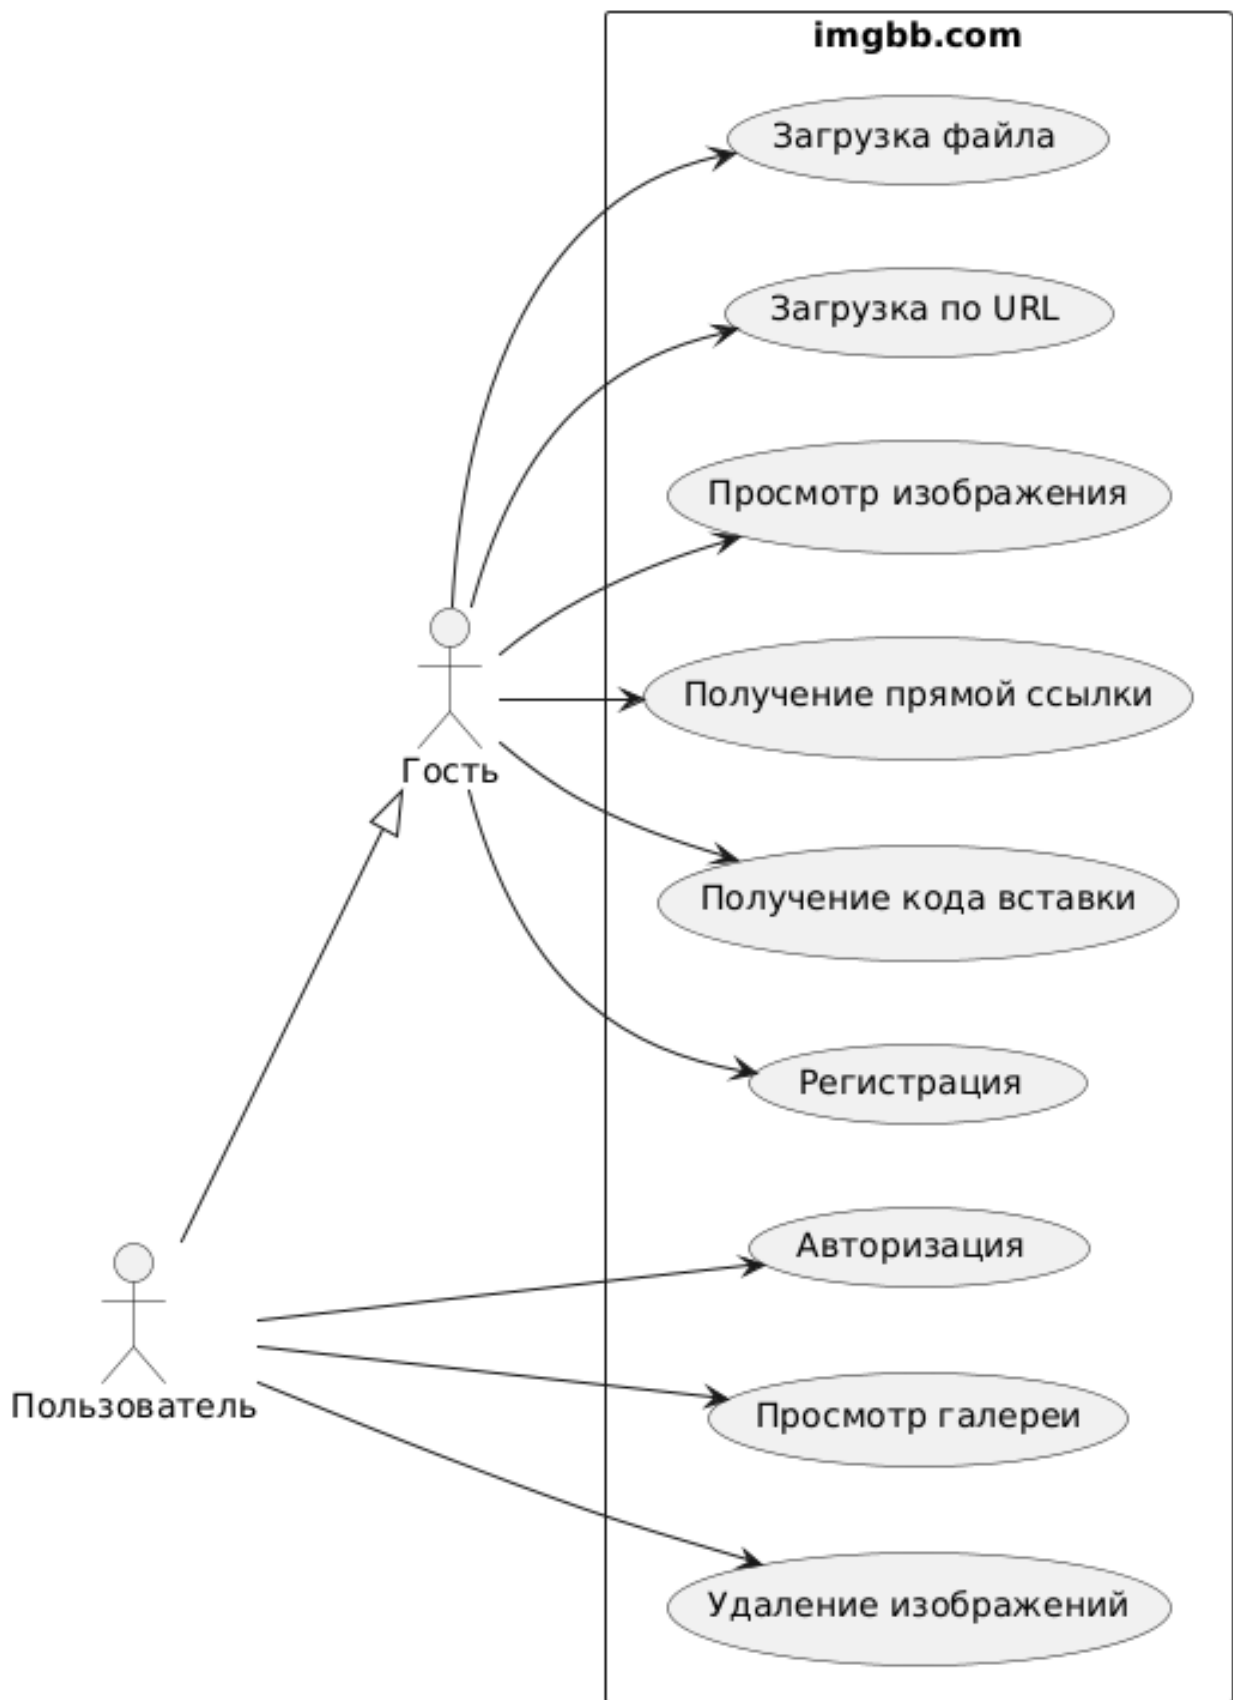 imgbb.com
Загрузка файла
Загрузка по URL
Просмотр изображения
Получение прямой ссылки
Гость
Получение кода вставки
Регистрация
Авторизация
Пользователь
Просмотр галереи
Удаление изображений